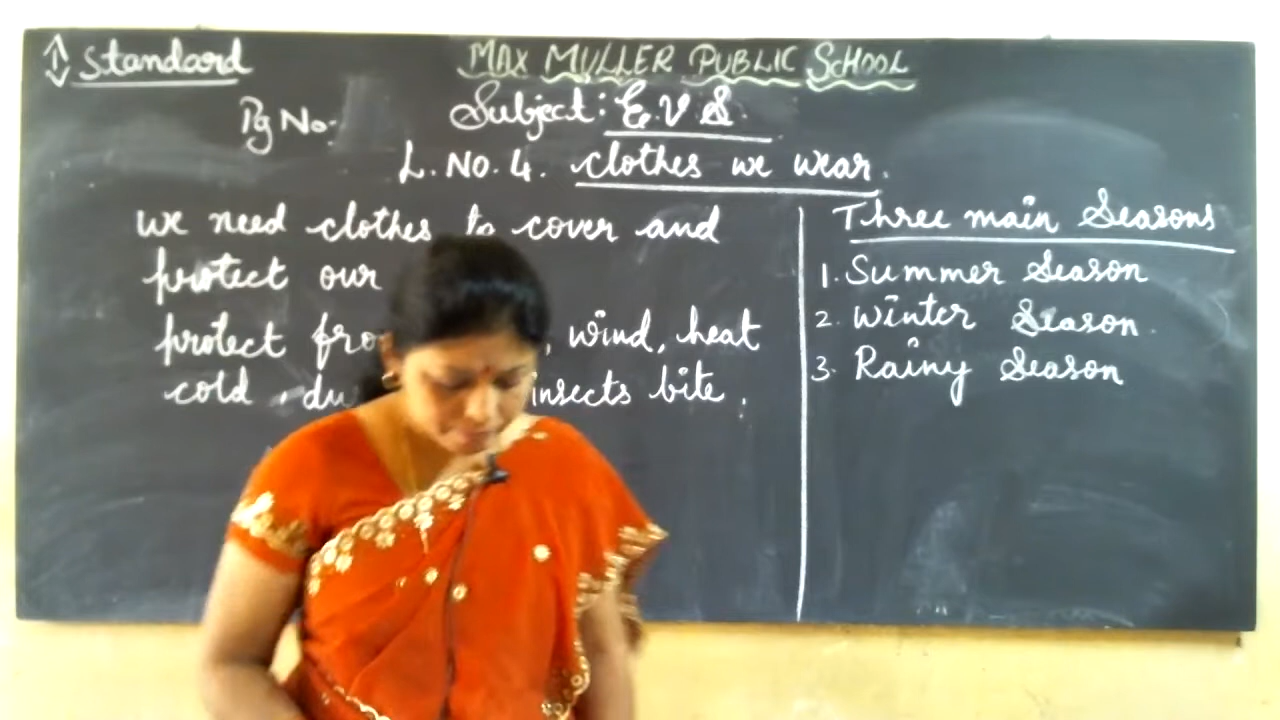 Standard
MAX MULLER PUBLIC SCHOOL
Pg No:
Subject: E.V.S.
L. NO. 4. clothes we wear.
we need clothes to cover and
protect our
protect , wind, heat
cold , insects bite .
Three main Seasons
1. Summer Season
2. Winter Season.
3. Rainy Season